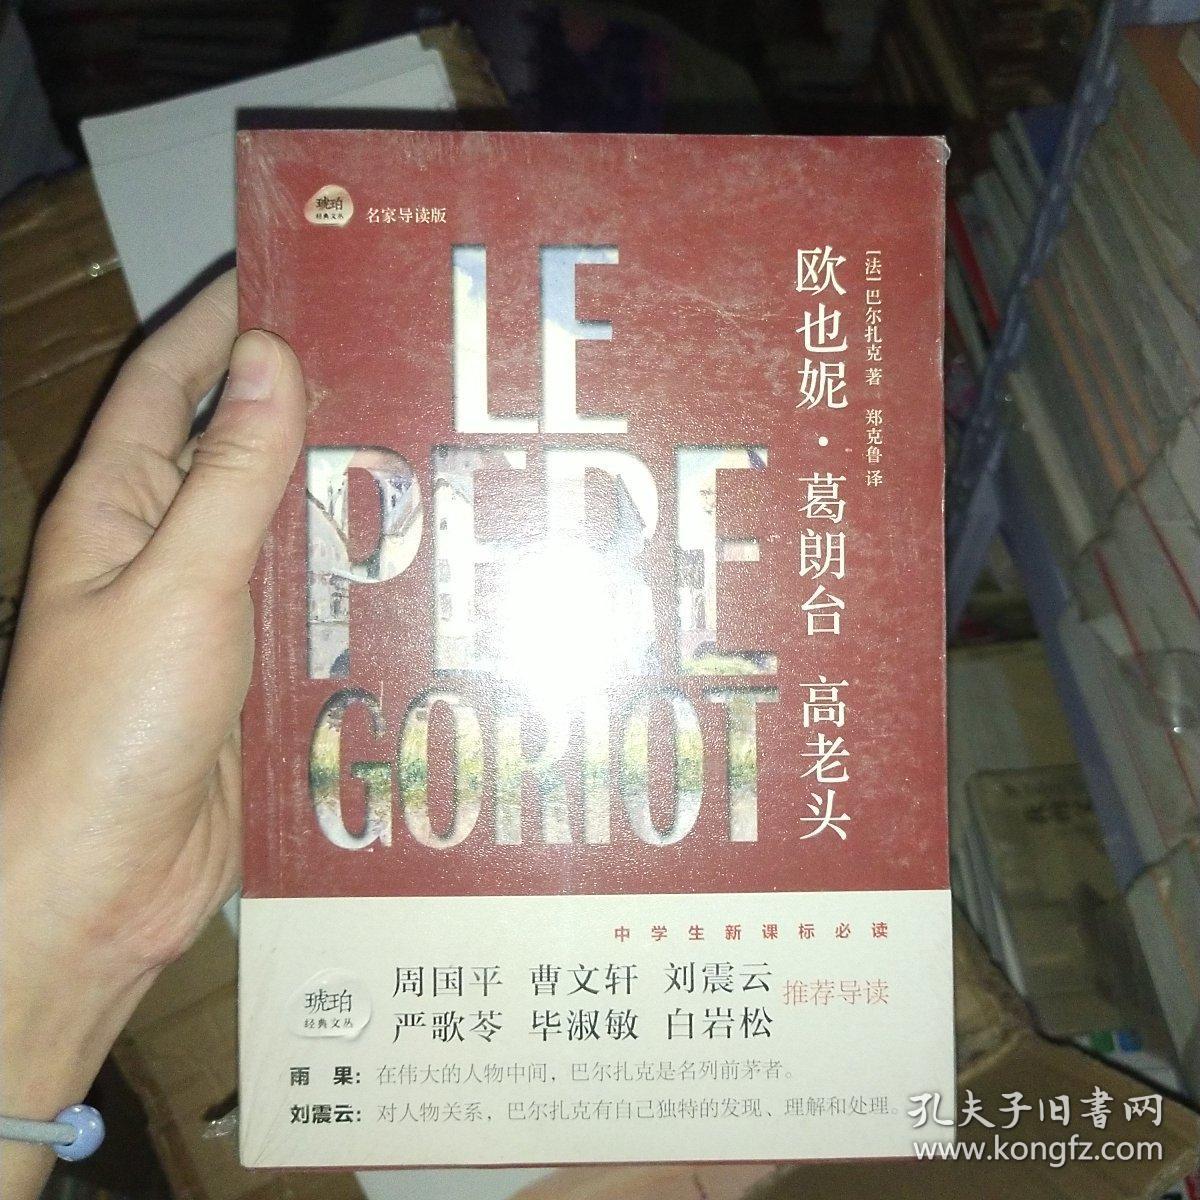 琥珀
经典文丛
名家导读版
LE
PERE
GORIOT
欧也妮·葛朗台 高老头
[法]巴尔扎克 著 郑克鲁 译
中学生新课标必读
琥珀
经典文丛
周国平 曹文轩 刘震云
严歌苓 毕淑敏 白岩松
推荐导读
雨 果：在伟大的人物中间，巴尔扎克是名列前茅者。
刘震云：对人物关系，巴尔扎克有自己独特的发现、理解和处理。
孔夫子旧书网
www.kongfz.com